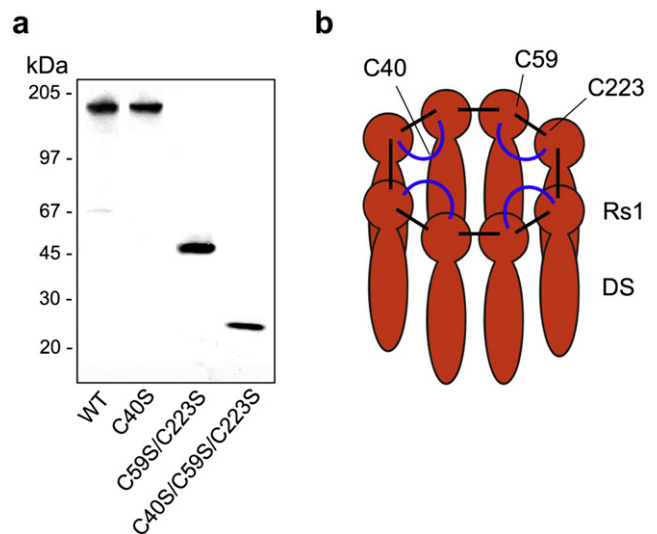 a
kDa
205 -
97 -
67 -
45 -
30 -
20 -
WT
C40S
C59S/C223S
C40S/C59S/C223S
b
C40
C59
C223
Rs1
DS